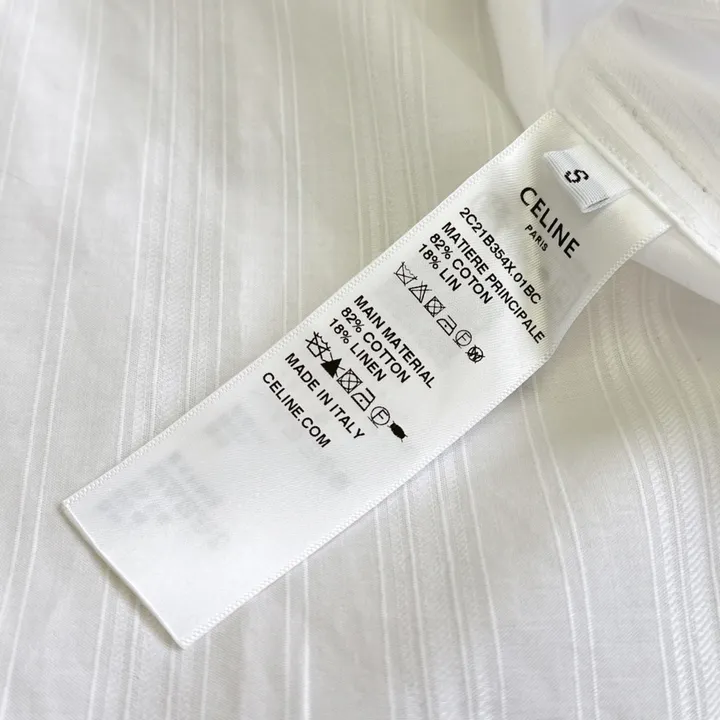 S
CELINE
PARIS
2C21B354X.01BC
MATIERE PRINCIPALE
82% COTON
18% LIN
MAIN MATERIAL
82% COTTON
18% LINEN
MADE IN ITALY
CELINE.COM